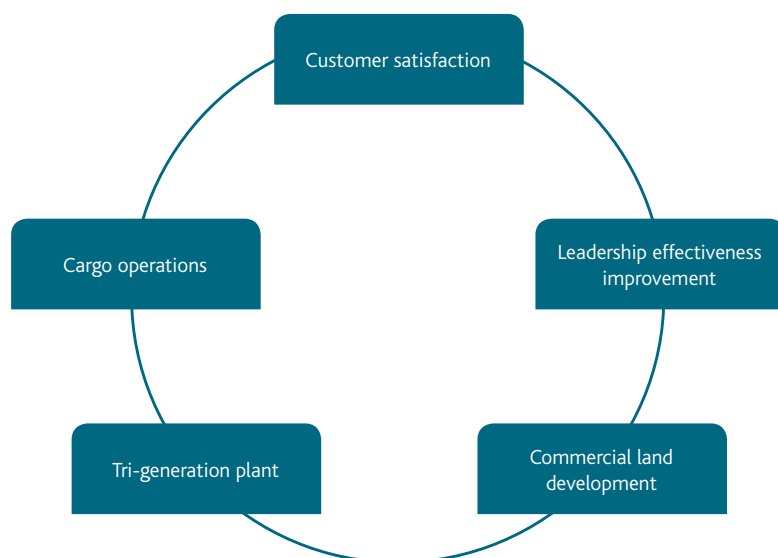 Customer satisfaction
Cargo operations
Leadership effectiveness
improvement
Tri-generation plant
Commercial land
development